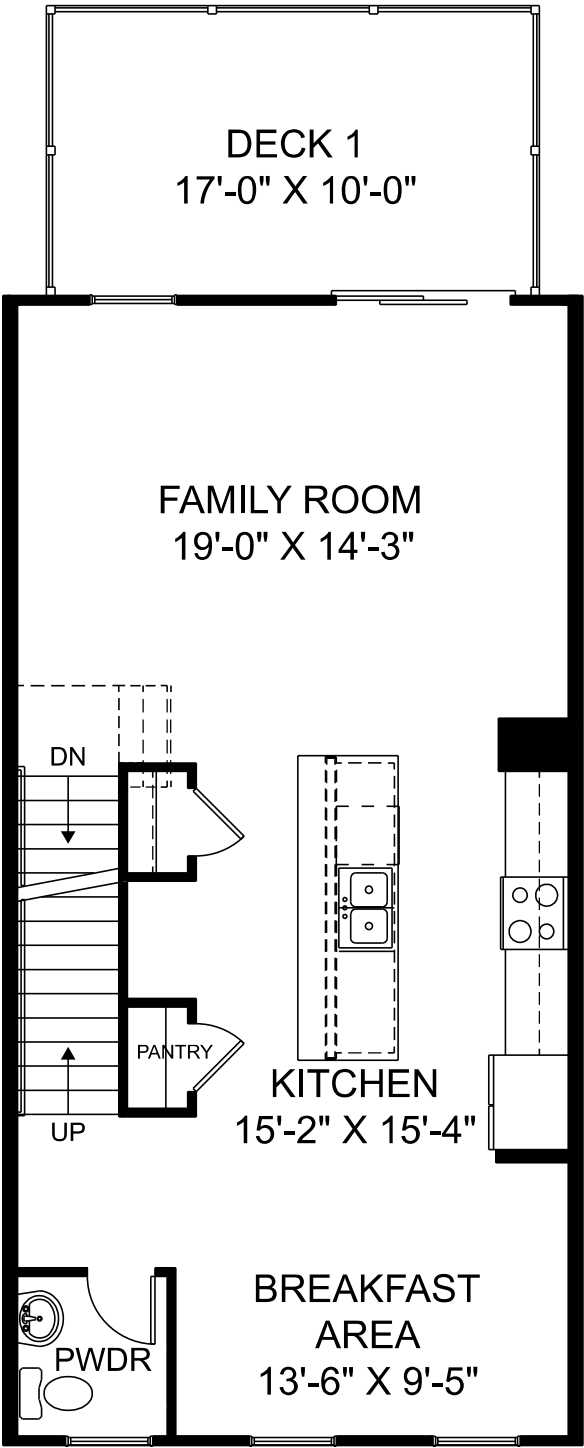 DECK 1
17'-0" X 10'-0"
FAMILY ROOM
19'-0" X 14'-3"
DN
PANTRY
KITCHEN
15'-2" X 15'-4"
UP
BREAKFAST
AREA
13'-6" X 9'-5"
PWDR